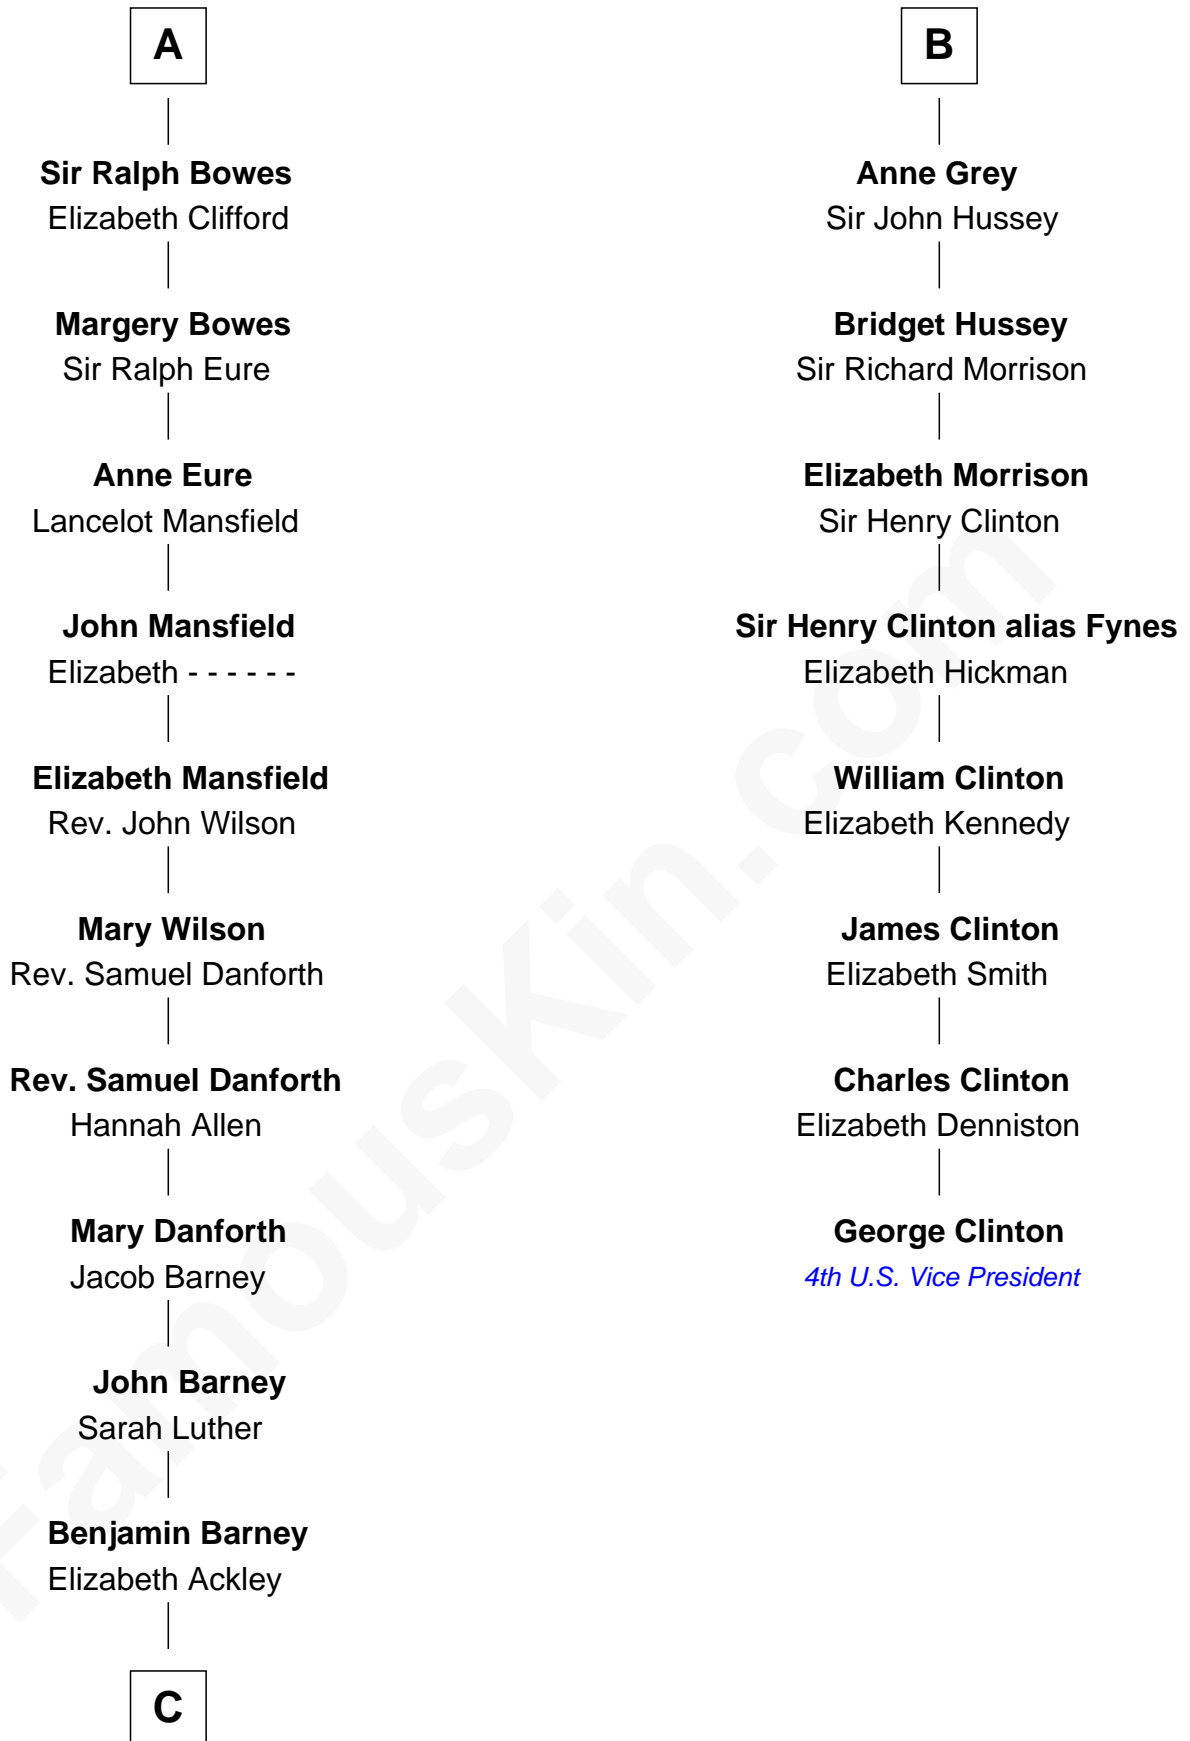 A
Sir Ralph Bowes
Elizabeth Clifford
Margery Bowes
Sir Ralph Eure
Anne Eure
Lancelot Mansfield
John Mansfield
Elizabeth - - - - - -
Elizabeth Mansfield
Rev. John Wilson
Mary Wilson
Rev. Samuel Danforth
Rev. Samuel Danforth
Hannah Allen
Mary Danforth
Jacob Barney
John Barney
Sarah Luther
Benjamin Barney
Elizabeth Ackley
C
B
Anne Grey
Sir John Hussey
Bridget Hussey
Sir Richard Morrison
Elizabeth Morrison
Sir Henry Clinton
Sir Henry Clinton alias Fynes
Elizabeth Hickman
William Clinton
Elizabeth Kennedy
James Clinton
Elizabeth Smith
Charles Clinton
Elizabeth Denniston
George Clinton
4th U.S. Vice President
FamousKin.com